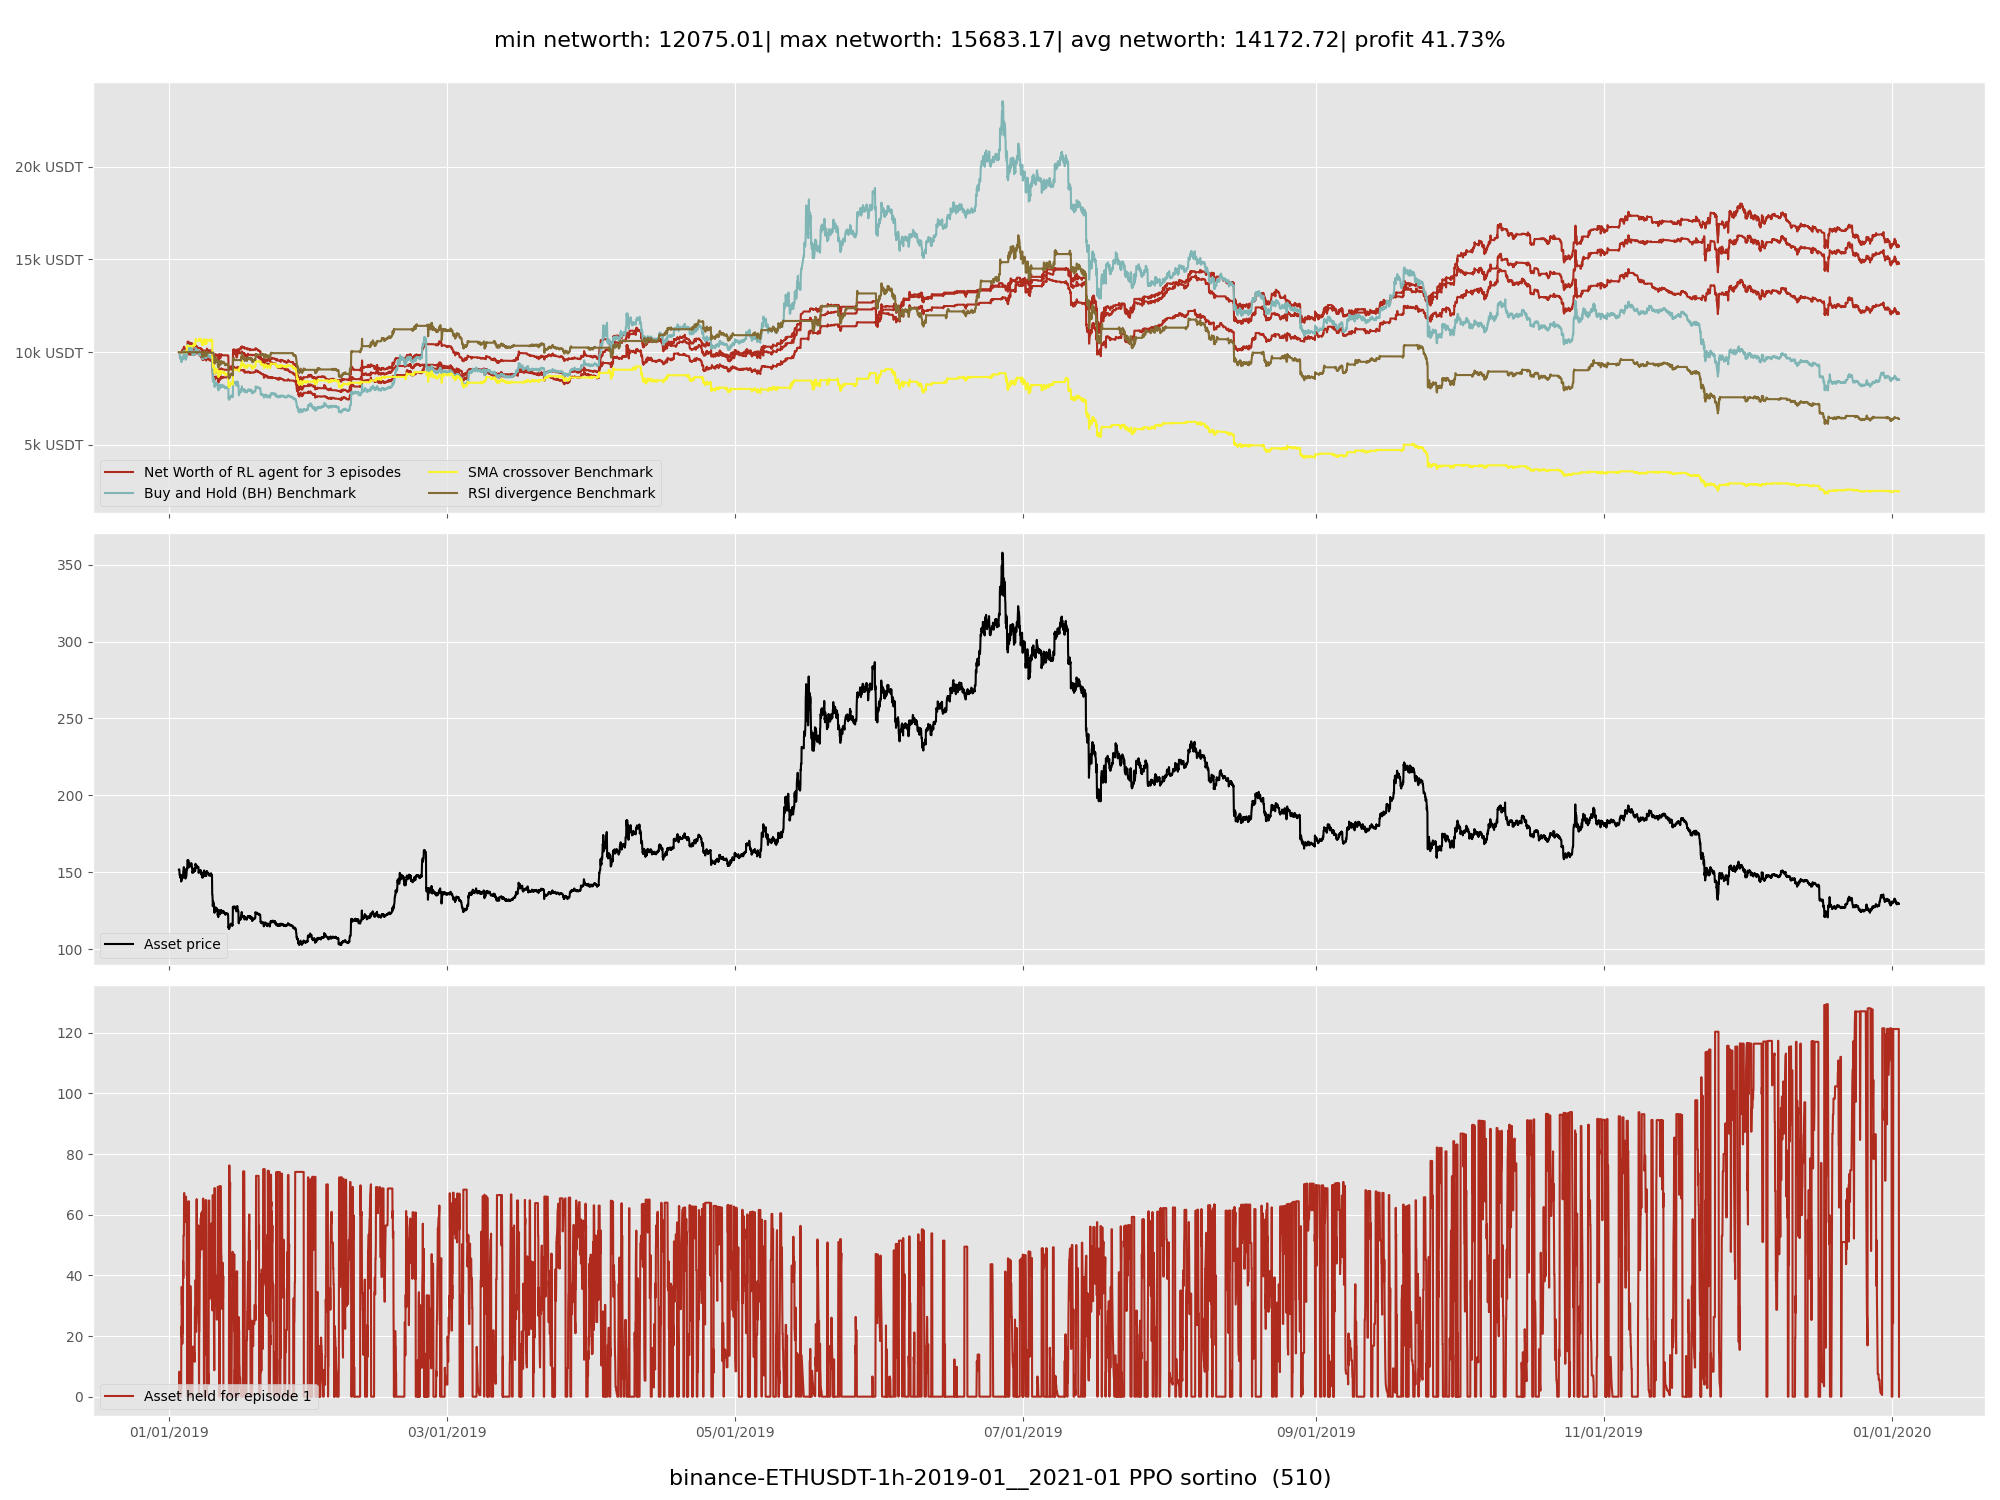 min networth: 12075.01| max networth: 15683.17| avg networth: 14172.72| profit 41.73%
20k USDT
15k USDT
10k USDT
5k USDT
Net Worth of RL agent for 3 episodes
Buy and Hold (BH) Benchmark
SMA crossover Benchmark
RSI divergence Benchmark
350
300
250
200
150
100
Asset price
120
100
80
60
40
20
0
Asset held for episode 1
01/01/2019 03/01/2019 05/01/2019 07/01/2019 09/01/2019 11/01/2019 01/01/2020
binance-ETHUSDT-1h-2019-01__2021-01 PPO sortino (510)